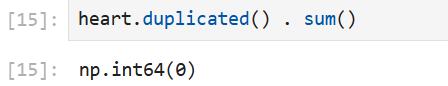 [15]: heart.duplicated() . sum()
[15]: np.int64(0)